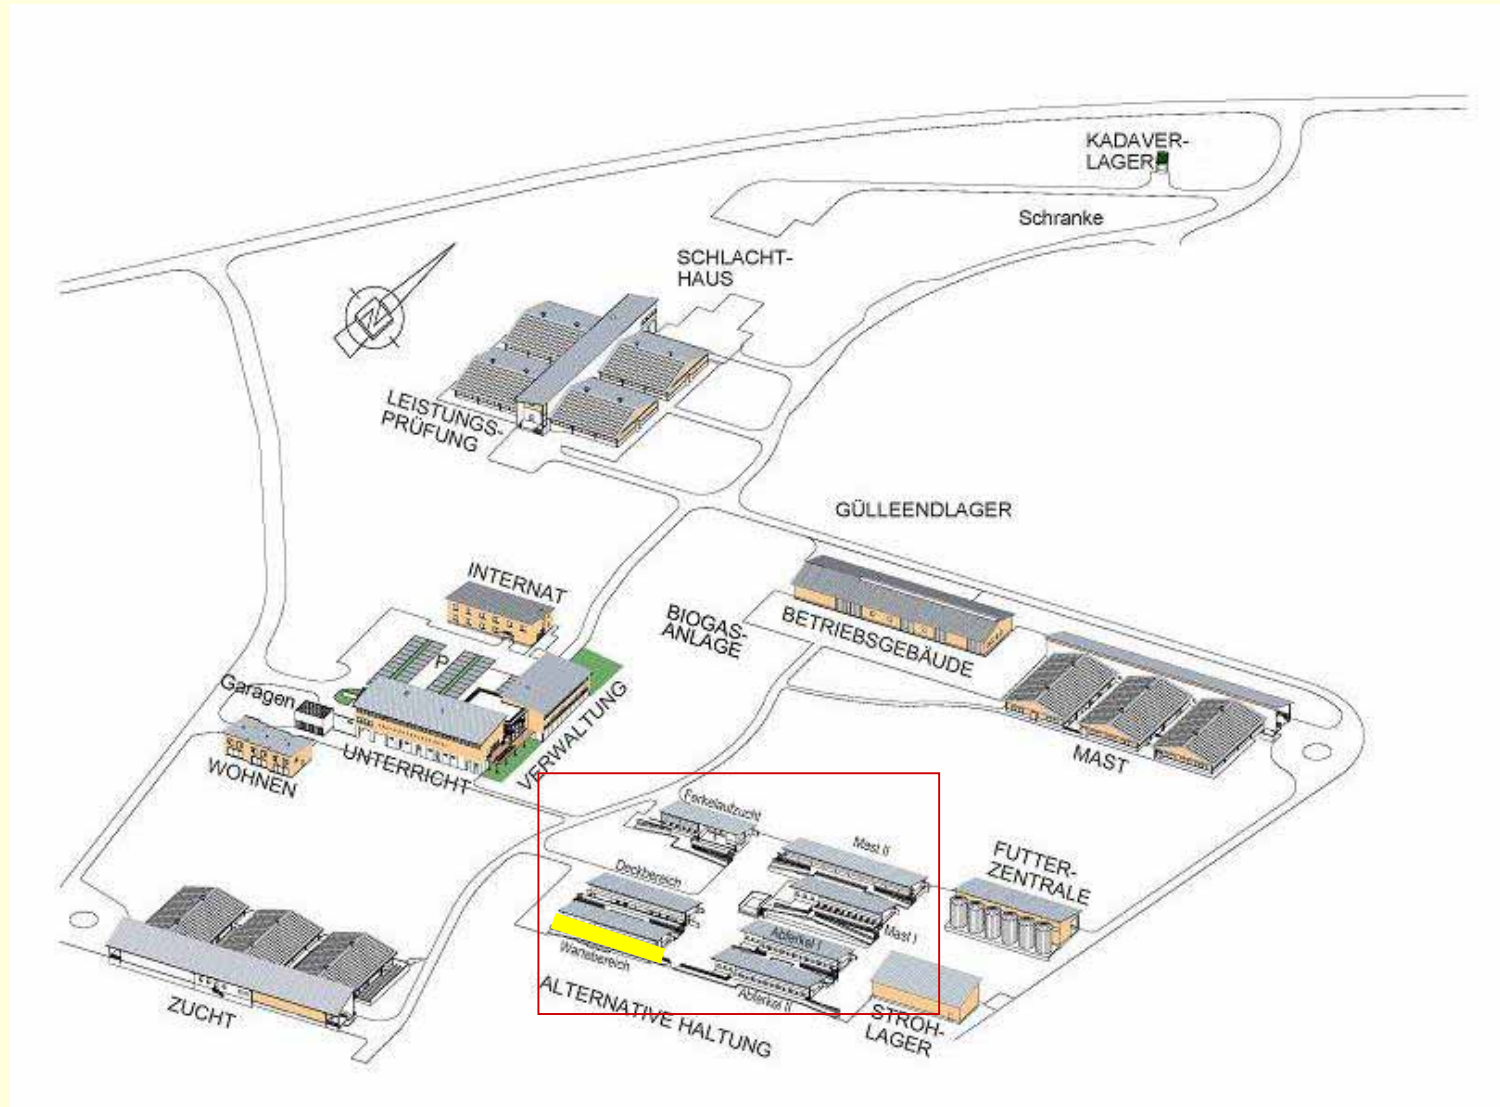 KADAVER-
LAGER
Schranke
SCHLACHT-
HAUS
LEISTUNGS-
PRÜFUNG
GÜLLEENDLAGER
INTERNAT
BIOGAS-
ANLAGE
BETRIEBSGEBÄUDE
P
Garagen
VERWALTUNG
UNTERRICHT
WOHNEN
MAST
Ferkelaufzucht
Mast II
FUTTER-
ZENTRALE
Deckbereich
Mast I
Abferkel I
Wartebereich
Abferkel II
ALTERNATIVE HALTUNG
STROH-
LAGER
ZUCHT